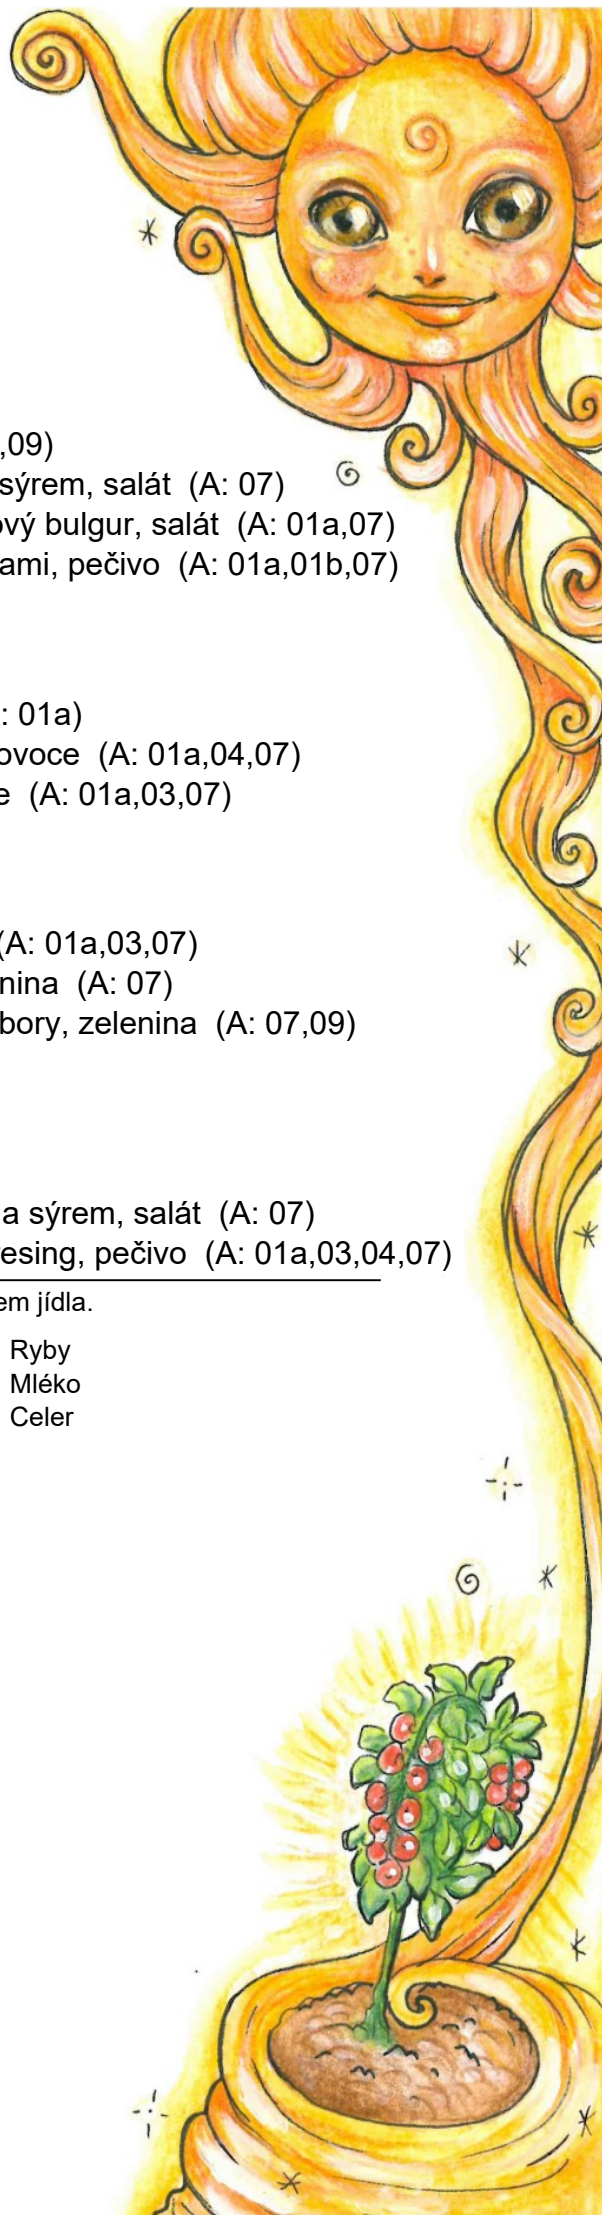 ,09)
sýrem, salát (A: 07)
ový bulgur, salát (A: 01a,07)
ami, pečivo (A: 01a,01b,07)
: 01a)
ovoce (A: 01a,04,07)
e (A: 01a,03,07)
(A: 01a,03,07)
nina (A: 07)
bory, zelenina (A: 07,09)
a sýrem, salát (A: 07)
esing, pečivo (A: 01a,03,04,07)
em jídla.
Ryby
Mléko
Celer